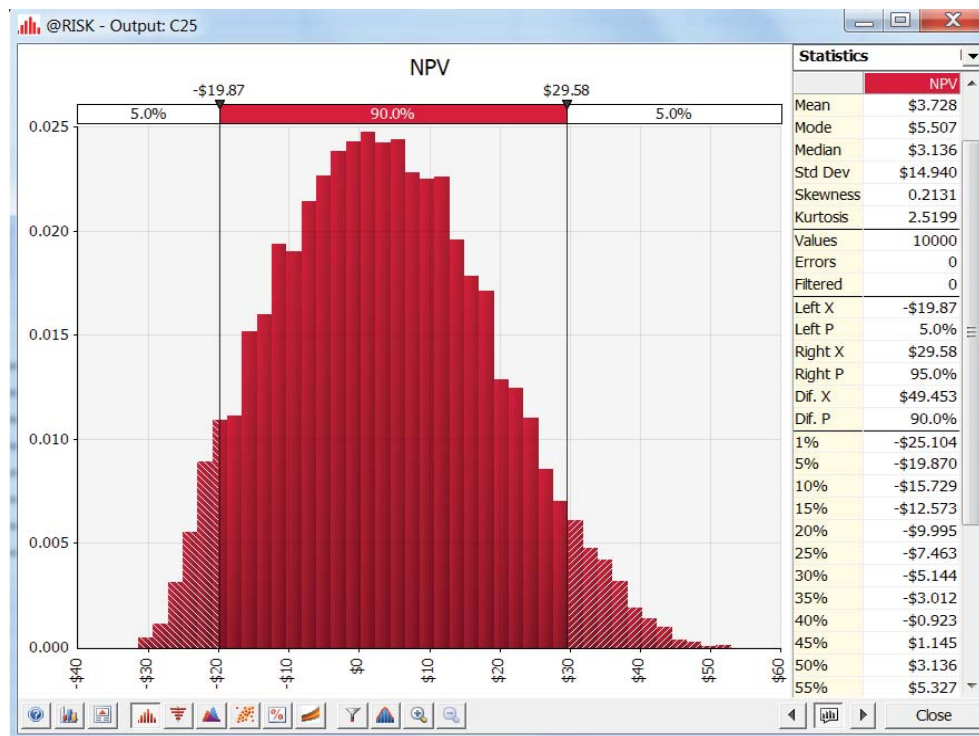 @RISK - Output: C25
NPV
-$19.87 $29.58
5.0% 90.0% 5.0%
0.025
0.020
0.015
0.010
0.005
0.000
-$40 -$30 -$20 -$10 $0 $10 $20 $30 $40 $50 $60
Statistics
NPV
Mean $3.728
Mode $5.507
Median $3.136
Std Dev $14.940
Skewness 0.2131
Kurtosis 2.5199
Values 10000
Errors 0
Filtered 0
Left X -$19.87
Left P 5.0%
Right X $29.58
Right P 95.0%
Dif. X $49.453
Dif. P 90.0%
1% -$25.104
5% -$19.870
10% -$15.729
15% -$12.573
20% -$9.995
25% -$7.463
30% -$5.144
35% -$3.012
40% -$0.923
45% $1.145
50% $3.136
55% $5.327
Close